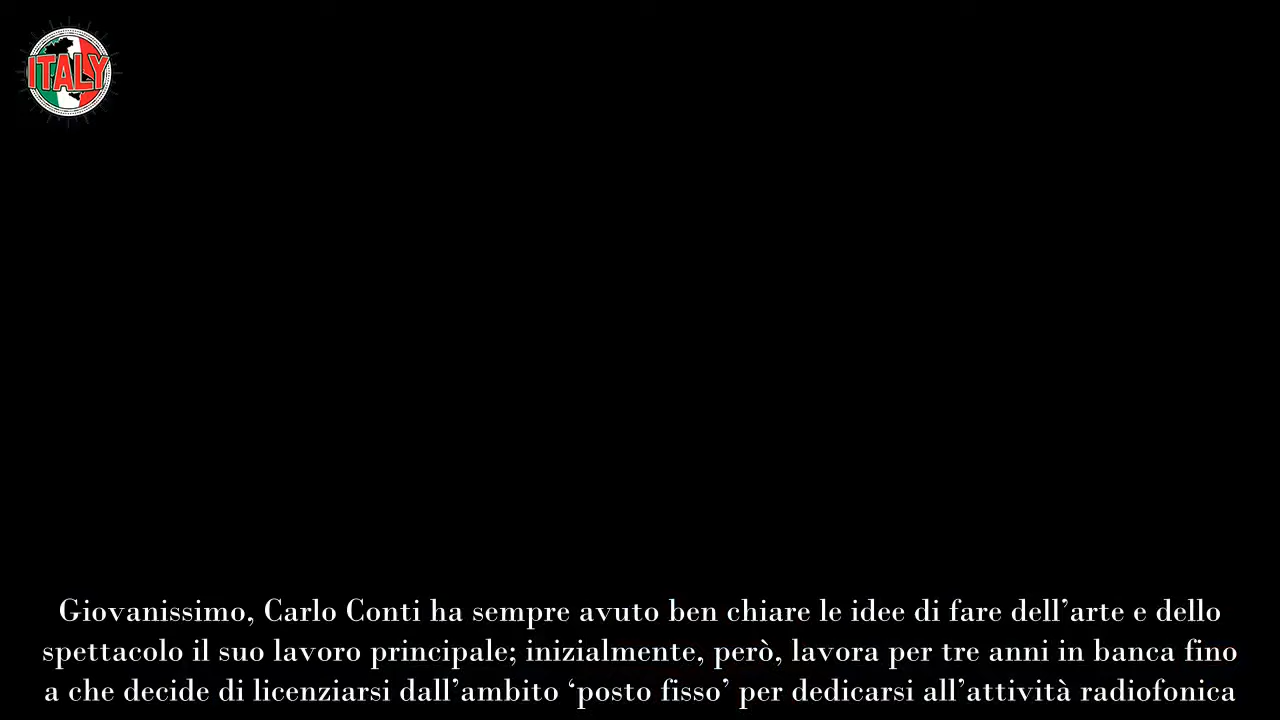 ITALY
Giovanissimo, Carlo Conti ha sempre avuto ben chiare le idee di fare dell’arte e dello
spettacolo il suo lavoro principale; inizialmente, però, lavora per tre anni in banca fino
a che decide di licenziarsi dall’ambito ‘posto fisso’ per dedicarsi all’attività radiofonica